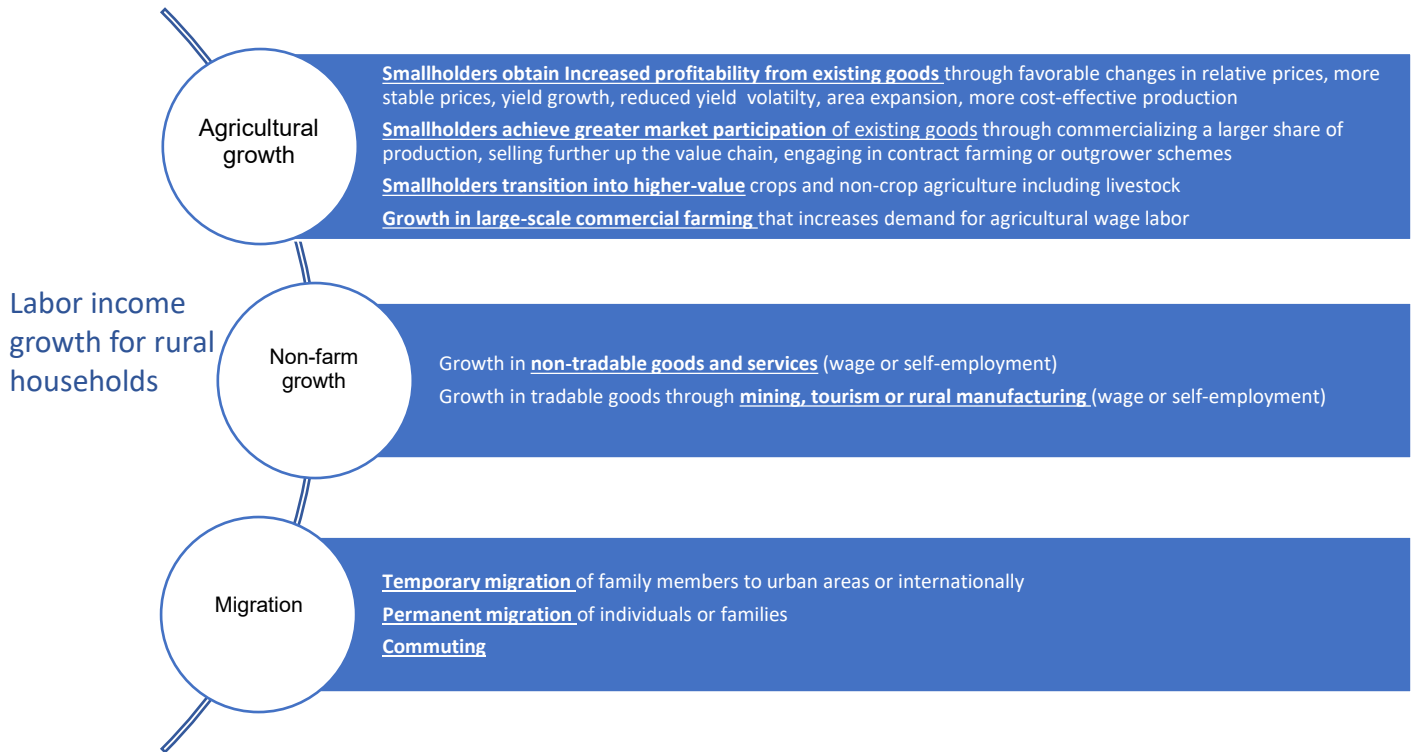 Smallholders obtain Increased profitability from existing goods through favorable changes in relative prices, more
stable prices, yield growth, reduced yield volatilty, area expansion, more cost-effective production
Smallholders achieve greater market participation of existing goods through commercializing a larger share of
production, selling further up the value chain, engaging in contract farming or outgrower schemes
Smallholders transition into higher-value crops and non-crop agriculture including livestock
Growth in large-scale commercial farming that increases demand for agricultural wage labor
Agricultural
growth
Labor income
growth for rural
households
Non-farm
growth
Growth in non-tradable goods and services (wage or self-employment)
Growth in tradable goods through mining, tourism or rural manufacturing (wage or self-employment)
Migration
Temporary migration of family members to urban areas or internationally
Permanent migration of individuals or families
Commuting